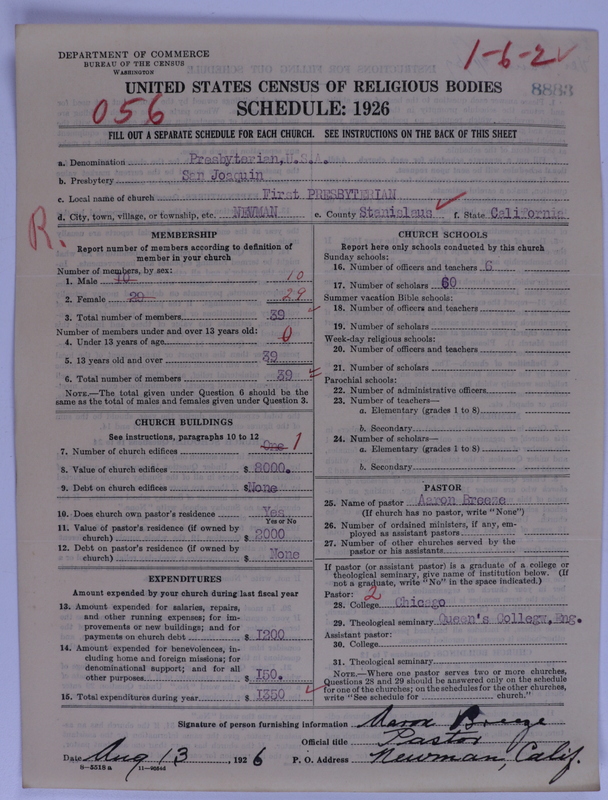 DEPARTMENT OF COMMERCE
BUREAU OF THE CENSUS
WASHINGTON
1-6-2
8883
UNITED STATES CENSUS OF RELIGIOUS BODIES
056
SCHEDULE: 1926
FILL OUT A SEPARATE SCHEDULE FOR EACH CHURCH. SEE INSTRUCTIONS ON THE BACK OF THIS SHEET
a. Denomination Presbyterian, U.S.A.
b. Presbytery San Joaquin
c. Local name of church First PRESBYTERIAN
d. City, town, village, or township, etc. NEWMAN e. County Stanislaus f. State California
R.
MEMBERSHIP
Report number of members according to definition of
member in your church
Number of members, by sex:
1. Male 10 10
2. Female 29 29
3. Total number of members 39
Number of members under and over 13 years old:
4. Under 13 years of age 0
5. 13 years old and over 39
6. Total number of members 39
NOTE.—The total given under Question 6 should be
same as the total of males and females given under Question 3.
CHURCH BUILDINGS
See instructions, paragraphs 10 to 12
7. Number of church edifices One 1
8. Value of church edifices $ 8000.
9. Debt on church edifices $ None
10. Does church own pastor's residence Yes
Yes or No
11. Value of pastor's residence (if owned by
church) $ 2000
12. Debt on pastor's residence (if owned by
church) $ None
EXPENDITURES
Amount expended by your church during last fiscal year
13. Amount expended for salaries, repairs,
and other running expenses; for im-
provements or new buildings; and for
payments on church debt $ 1200
14. Amount expended for benevolences, in-
cluding home and foreign missions; for
denominational support; and for all
other purposes $ 150.
15. Total expenditures during year $ 1350
CHURCH SCHOOLS
Report here only schools conducted by this church
Sunday schools:
16. Number of officers and teachers 6
17. Number of scholars 60
Summer vacation Bible schools:
18. Number of officers and teachers
19. Number of scholars
Week-day religious schools:
20. Number of officers and teachers
21. Number of scholars
Parochial schools:
22. Number of administrative officers
23. Number of teachers—
a. Elementary (grades 1 to 8)
b. Secondary
24. Number of scholars—
a. Elementary (grades 1 to 8)
b. Secondary
PASTOR
25. Name of pastor Aaron Breeze
(If church has no pastor, write "None")
26. Number of ordained ministers, if any, em-
ployed as assistant pastors
27. Number of other churches served by the
pastor or his assistants
If pastor (or assistant pastor) is a graduate of a college or
theological seminary, give name of institution below. (If
not a graduate, write "No" in the space indicated.)
Pastor: 2
28. College Chicago
29. Theological seminary Queen's College, Eng.
Assistant pastor:
30. College
31. Theological seminary
NOTE.—Where one pastor serves two or more churches,
Questions 28 and 29 should be answered only on the schedule
for one of the churches; on the schedules for the other churches,
write "See schedule for church."
Signature of person furnishing information Aaron Breeze
Official title Pastor
Date Aug 13, 1926 P. O. Address Newman, Calif.
8-5518a